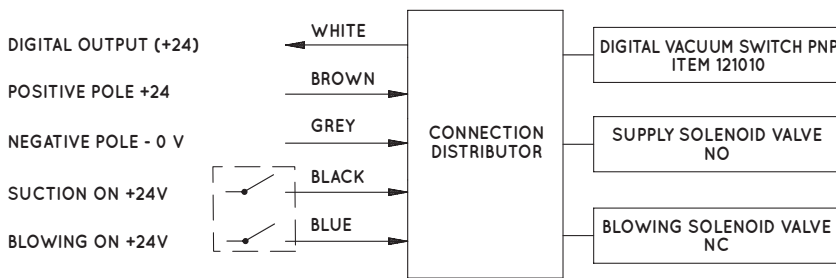 DIGITAL OUTPUT (+24)
WHITE
POSITIVE POLE +24
BROWN
NEGATIVE POLE - 0 V
GREY
SUCTION ON +24V
BLACK
BLOWING ON +24V
BLUE
CONNECTION
DISTRIBUTOR
DIGITAL VACUUM SWITCH PNP
ITEM 121010
SUPPLY SOLENOID VALVE
NO
BLOWING SOLENOID VALVE
NC